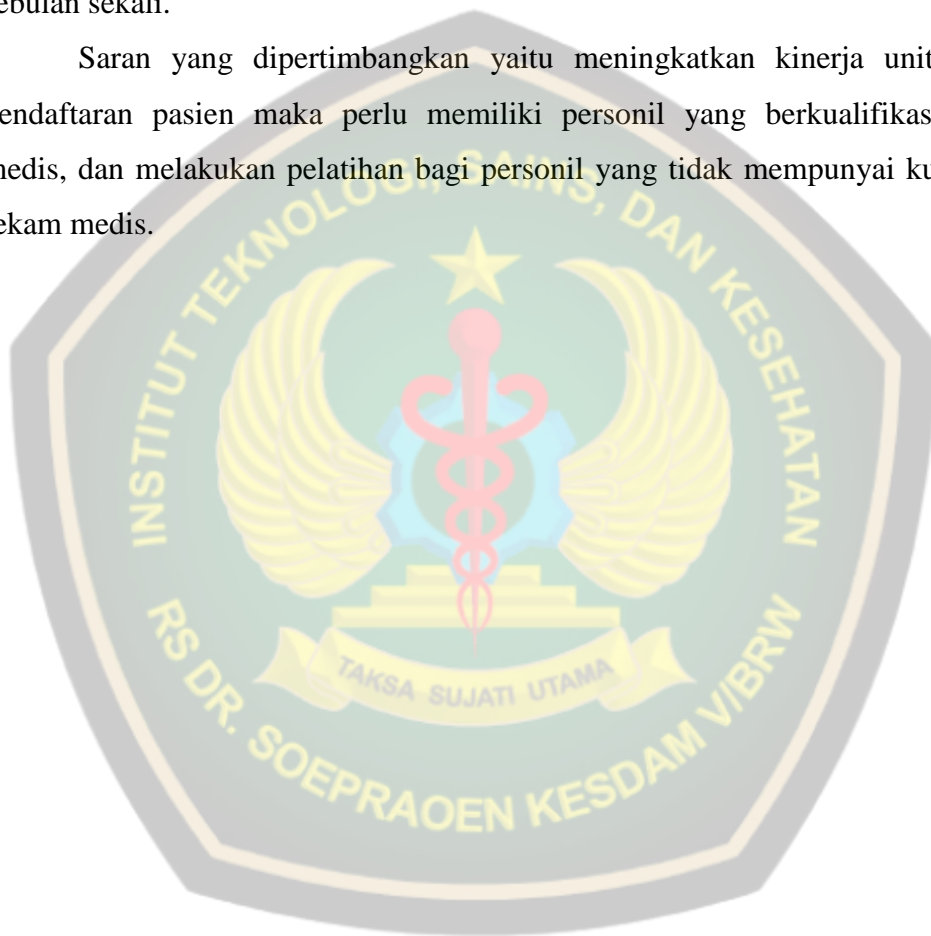 ebulan sekali.
Saran yang dipertimbangkan yaitu meningkatkan kinerja unit
endaftaran pasien maka perlu memiliki personil yang berkualifikas
nedis, dan melakukan pelatihan bagi personil yang tidak mempunyai ku
ekam medis.
INSTITUT TEKNOLOGI, SAINS, DAN KESEHATAN
TAKSA SUJATI UTAMA
RS DR. SOEPRAOEN KESDAM V/BRW